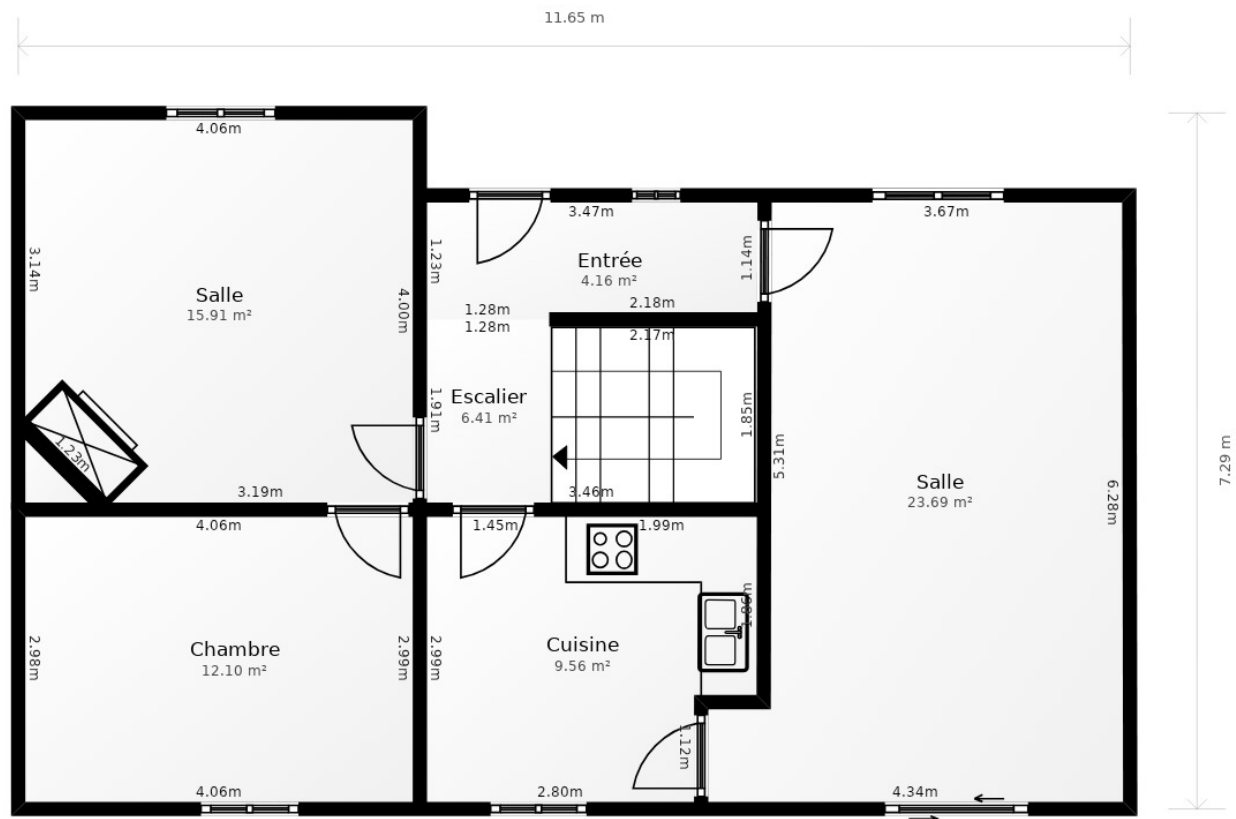 11.65 m
4.06m
3.47m
3.67m
1.23m
1.14m
3.14m
Entrée
4.16 m²
Salle
15.91 m²
4.00m
1.28m
2.18m
1.28m
2.17m
Escalier
6.41 m²
1.91m
1.85m
5.31m
7.29 m
1.23m
Salle
23.69 m²
6.28m
3.19m
3.46m
4.06m
1.45m
1.99m
1.86m
Chambre
12.10 m²
2.98m
2.99m
2.99m
Cuisine
9.56 m²
1.12m
4.06m
2.80m
4.34m